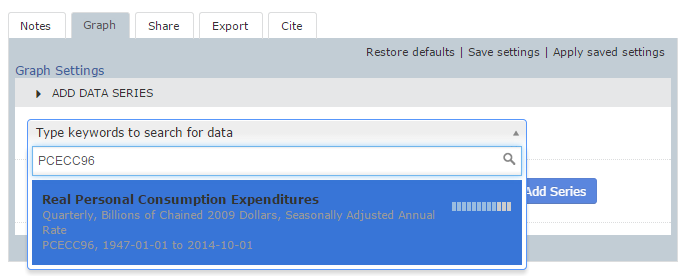 Notes
Graph
Share
Export
Cite
Restore defaults | Save settings | Apply saved settings
Graph Settings
ADD DATA SERIES
Type keywords to search for data
PCECC96
Real Personal Consumption Expenditures
Quarterly, Billions of Chained 2009 Dollars, Seasonally Adjusted Annual
Rate
PCECC96, 1947-01-01 to 2014-10-01
Add Series